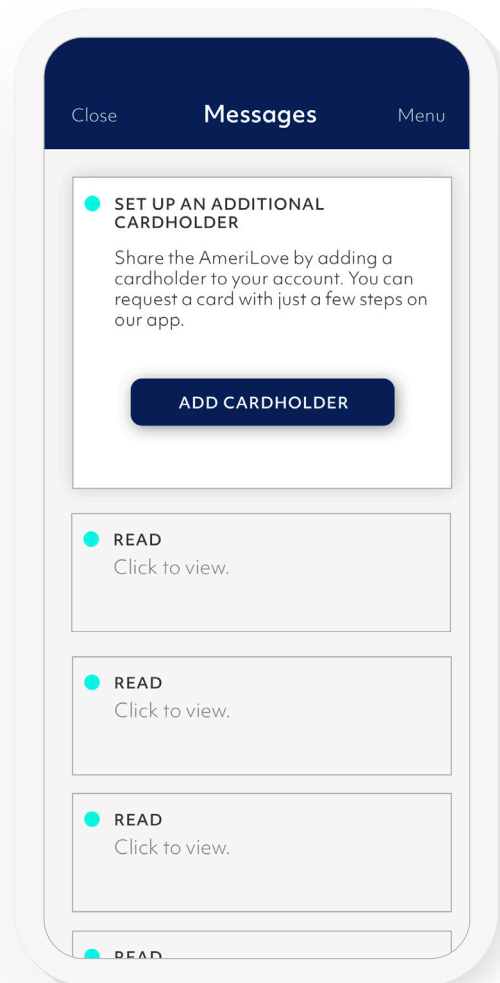 Close Messages Menu
SET UP AN ADDITIONAL
CARDHOLDER
Share the AmeriLove by adding a
cardholder to your account. You can
request a card with just a few steps on
our app.
ADD CARDHOLDER
READ
Click to view.
READ
Click to view.
READ
Click to view.
READ